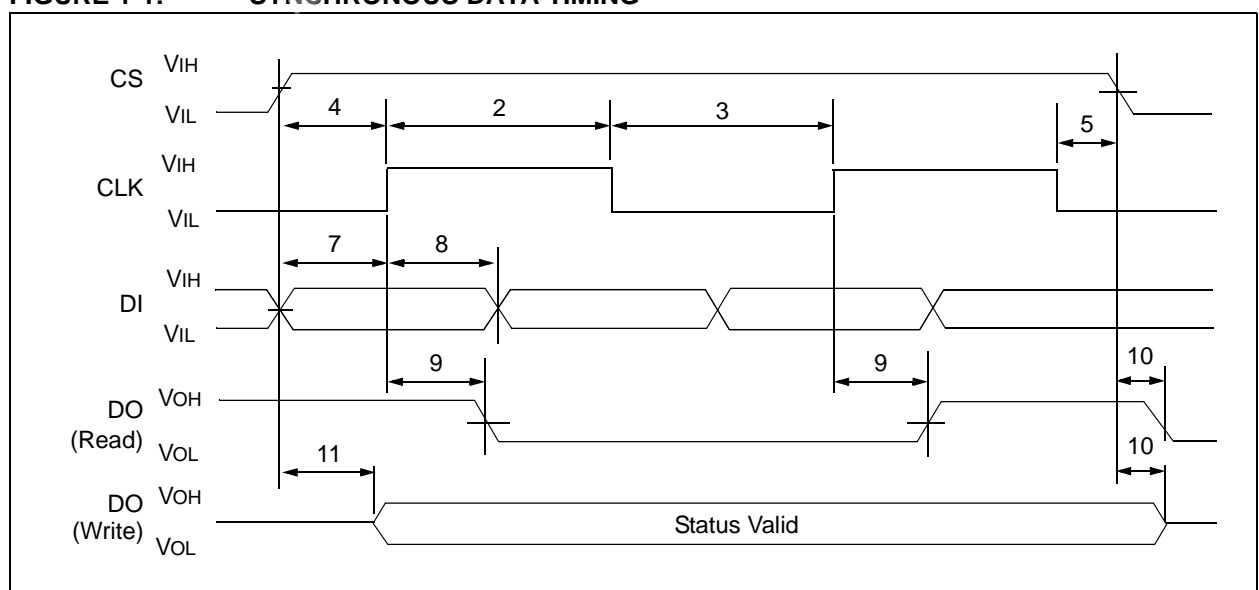 CS VIH
VIL
4 2 3 5
CLK VIH
VIL
7 8
DI VIH
VIL
9 9 10
DO VOH
(Read) VOL
11 10
DO VOH
(Write) VOL
Status Valid